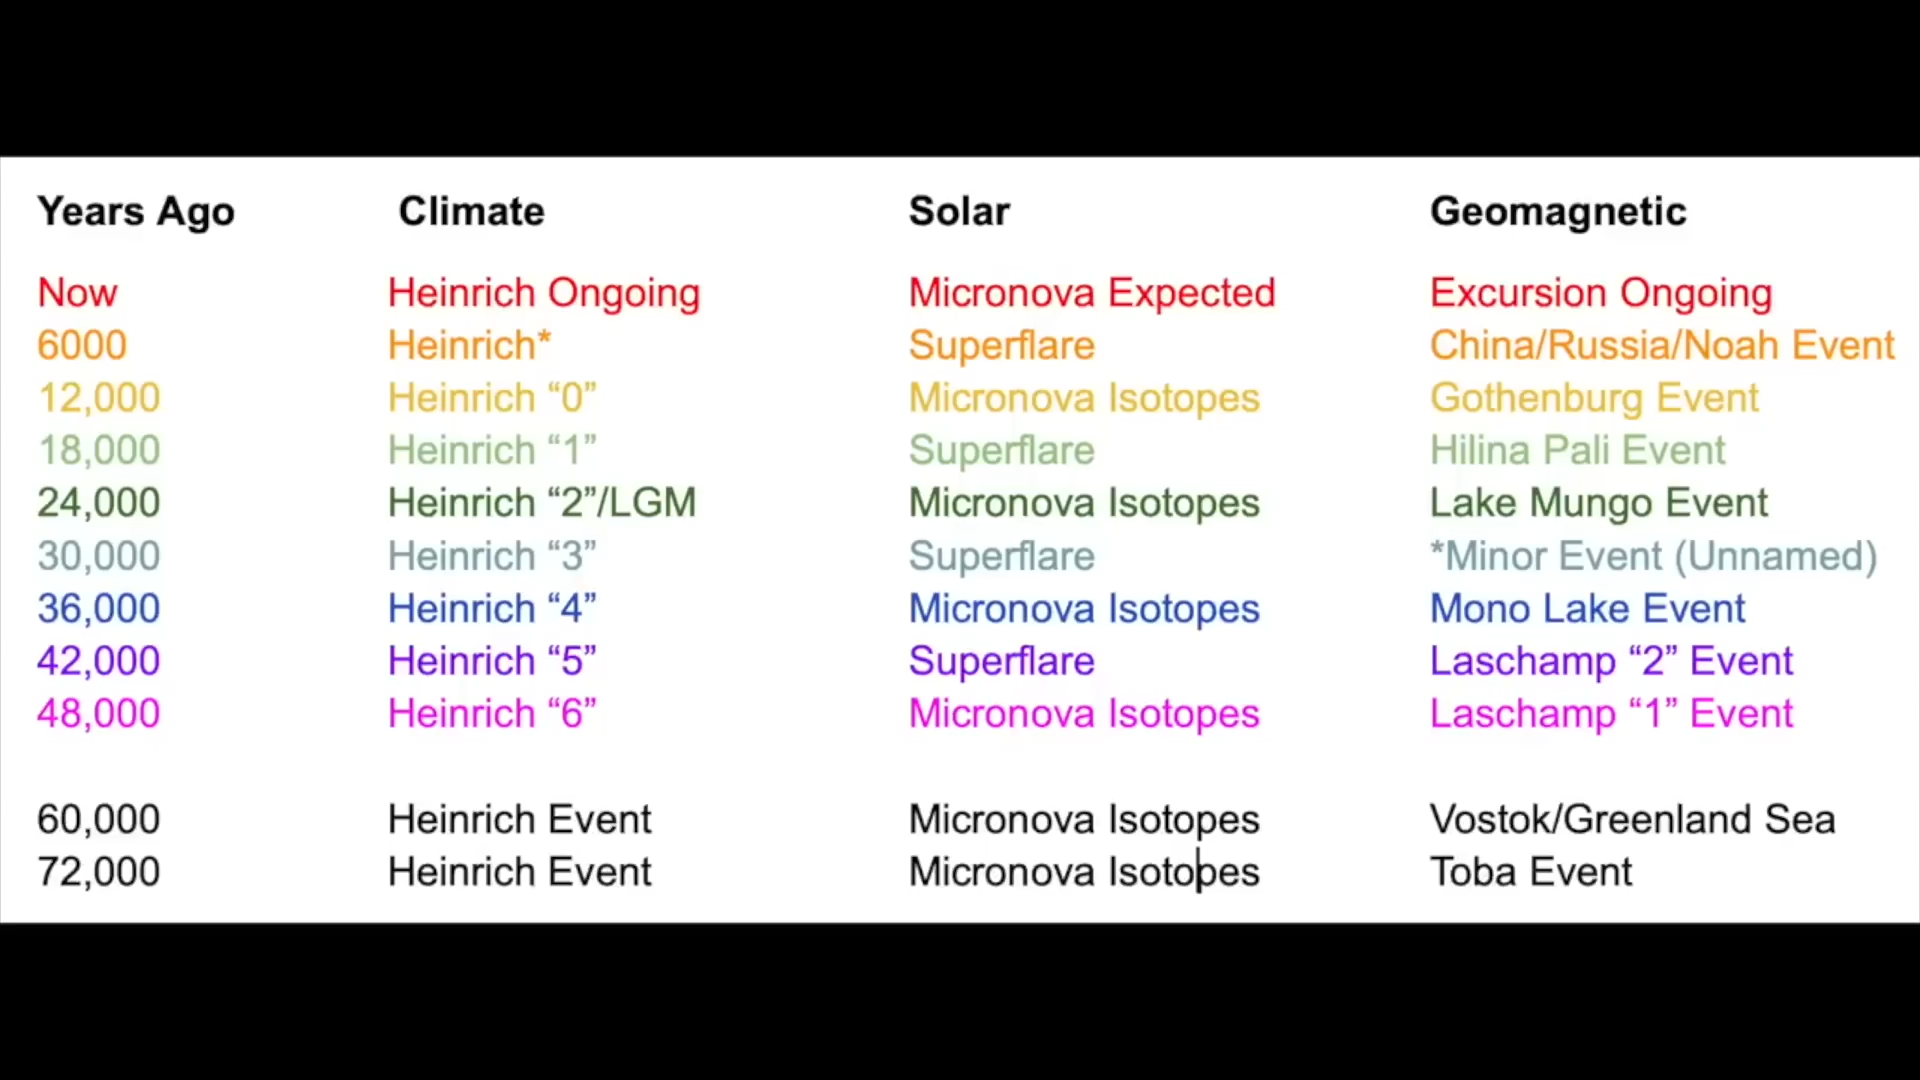 Years Ago Climate Solar Geomagnetic
Now Heinrich Ongoing Micronova Expected Excursion Ongoing
6000 Heinrich* Superflare China/Russia/Noah Event
12,000 Heinrich “0” Micronova Isotopes Gothenburg Event
18,000 Heinrich “1” Superflare Hilina Pali Event
24,000 Heinrich “2”/LGM Micronova Isotopes Lake Mungo Event
30,000 Heinrich “3” Superflare *Minor Event (Unnamed)
36,000 Heinrich “4” Micronova Isotopes Mono Lake Event
42,000 Heinrich “5” Superflare Laschamp “2” Event
48,000 Heinrich “6” Micronova Isotopes Laschamp “1” Event
60,000 Heinrich Event Micronova Isotopes Vostok/Greenland Sea
72,000 Heinrich Event Micronova Isotopes Toba Event